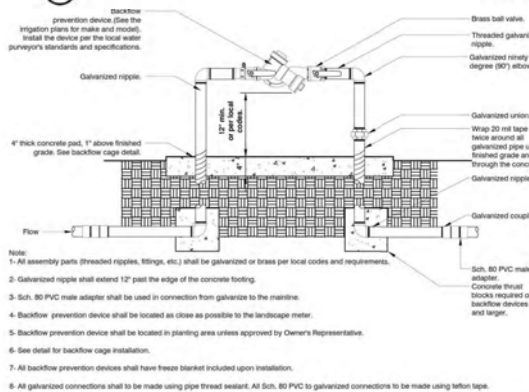 Backflow
prevention device.(See the
irrigation plans for make and model).
Install the device per the local water
purveyor's standards and specifications.
Galvanized nipple.
4" thick concrete pad, 1" above finished
grade. See backflow cage detail.
Flow
12" min.
or per local
codes.
4"
Brass ball valve.
Threaded galvani
nipple.
Galvanized ninety
degree (90°) elbow
Galvanized union
Wrap 20 mil tape
twice around all
galvanized pipe u
finished grade an
through the concr
Galvanized nipple
Galvanized coupl
Sch. 80 PVC male
adapter.
Concrete thrust
blocks required o
backflow devices
and larger.
Note:
1- All assembly parts (threaded nipples, fittings, etc.) shall be galvanized or brass per local codes and requirements.
2- Galvanized nipple shall extend 12" past the edge of the concrete footing.
3- Sch. 80 PVC male adapter shall be used in connection from galvanize to the mainline.
4- Backflow prevention device shall be located as close as possible to the landscape meter.
5- Backflow prevention device shall be located in planting area unless approved by Owner's Representative.
6- See detail for backflow cage installation.
7- All backflow prevention devices shall have freeze blanket included upon installation.
8- All galvanized connections shall to be made using pipe thread sealant. All Sch. 80 PVC to galvanized connections to be made using teflon tape.